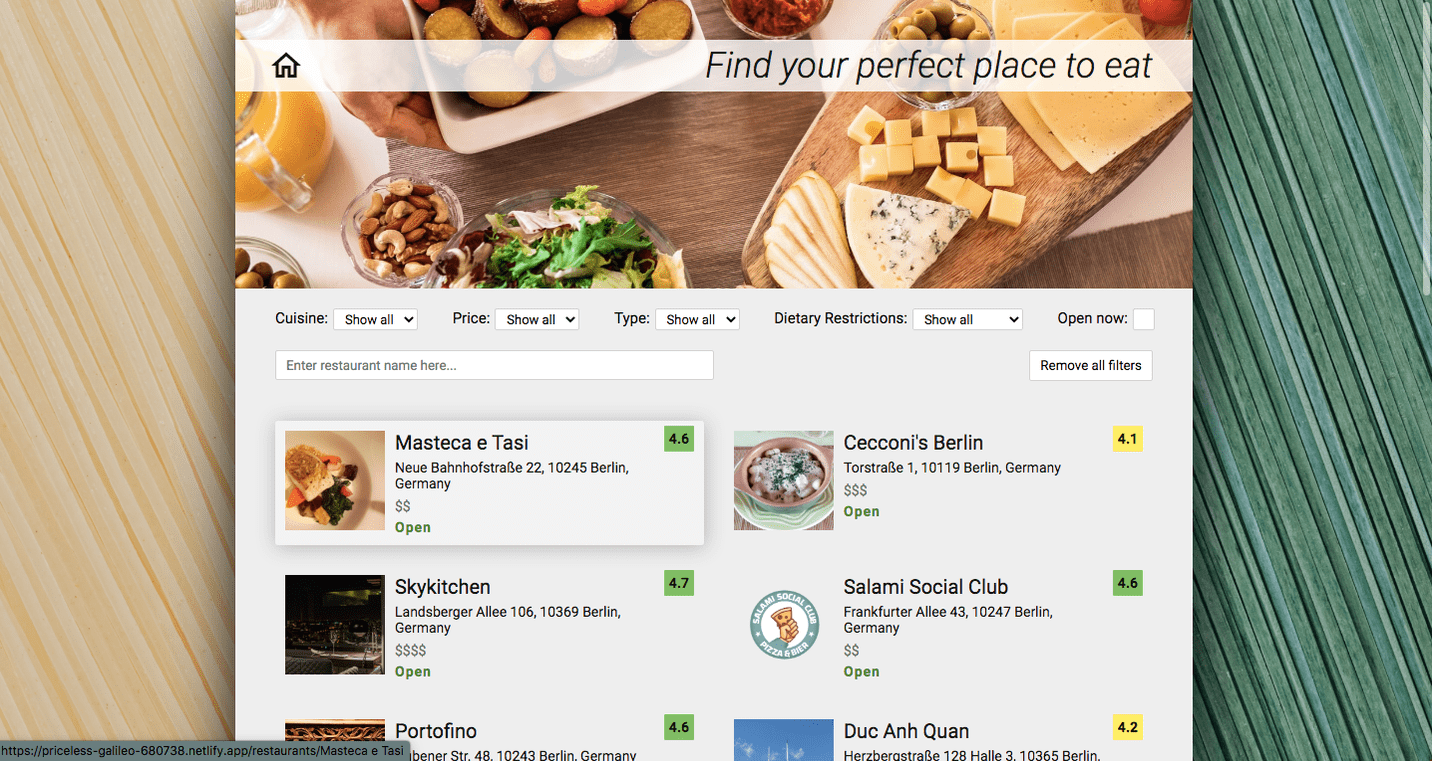 Find your perfect place to eat
Cuisine: Show all Price: Show all Type: Show all Dietary Restrictions: Show all Open now:
Enter restaurant name here...
Remove all filters
Masteca e Tasi
4.6
Neue Bahnhofstraße 22, 10245 Berlin,
Germany
$$
Open
Cecconi's Berlin
4.1
Torstraße 1, 10119 Berlin, Germany
$$$
Open
Skykitchen
4.7
Landsberger Allee 106, 10369 Berlin,
Germany
$$$$
Open
SALAMI SOCIAL CLUB
PIZZA & BIER
Salami Social Club
4.6
Frankfurter Allee 43, 10247 Berlin,
Germany
$$
Open
Portofino
4.6
Str. 48, 10243 Berlin, Germany
Duc Anh Quan
4.2
Herzbergstraße 128 Halle 3, 10365 Berlin,
https://priceless-galileo-680738.netlify.app/restaurants/Masteca e Tasi